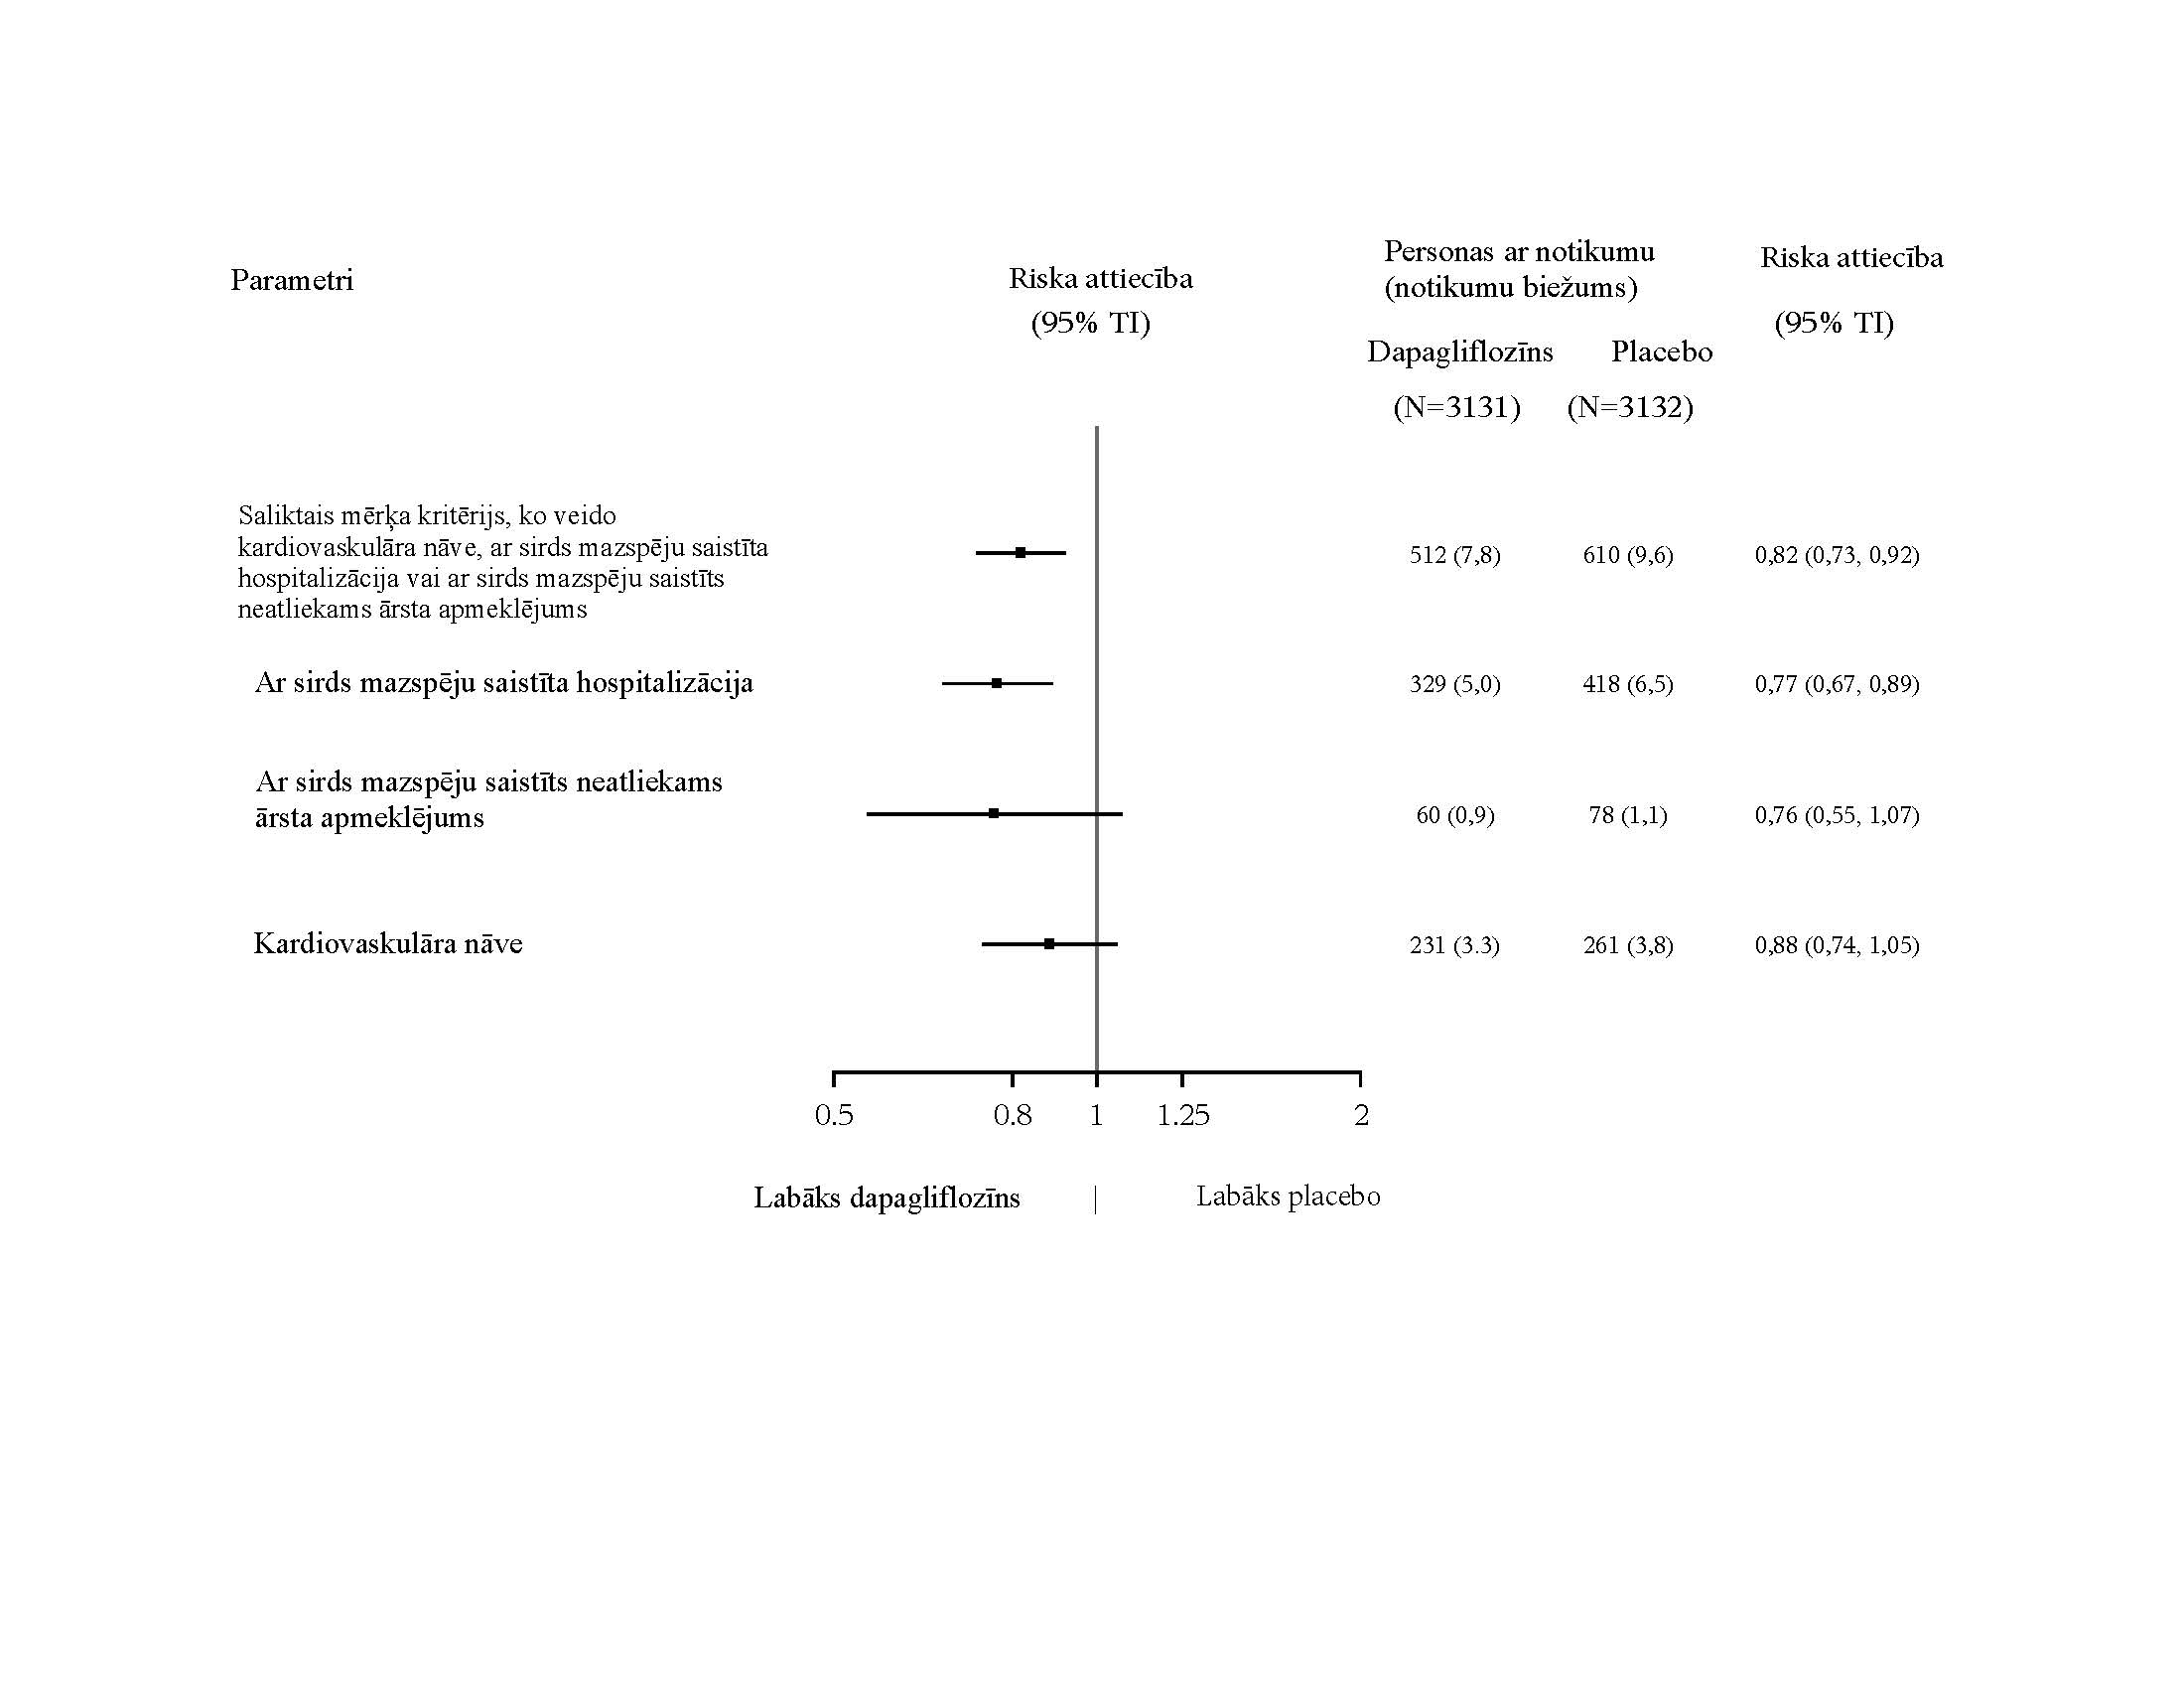 Parametri
Riska attiecība
(95% TI)
Personas ar notikumu
(notikumu biežums)
Riska attiecība
(95% TI)
Dapagliflozīns Placebo
(N=3131) (N=3132)
Saliktais mērķa kritērijs, ko veido
kardiovaskulāra nāve, ar sirds mazspēju saistīta
hospitalizācija vai ar sirds mazspēju saistīts
neatliekams ārsta apmeklējums
512 (7,8) 610 (9,6) 0,82 (0,73, 0,92)
Ar sirds mazspēju saistīta hospitalizācija
329 (5,0) 418 (6,5) 0,77 (0,67, 0,89)
Ar sirds mazspēju saistīts neatliekams
ārsta apmeklējums
60 (0,9) 78 (1,1) 0,76 (0,55, 1,07)
Kardiovaskulāra nāve
231 (3.3) 261 (3,8) 0,88 (0,74, 1,05)
0.5 0.8 1 1.25 2
Labāks dapagliflozīns | Labāks placebo